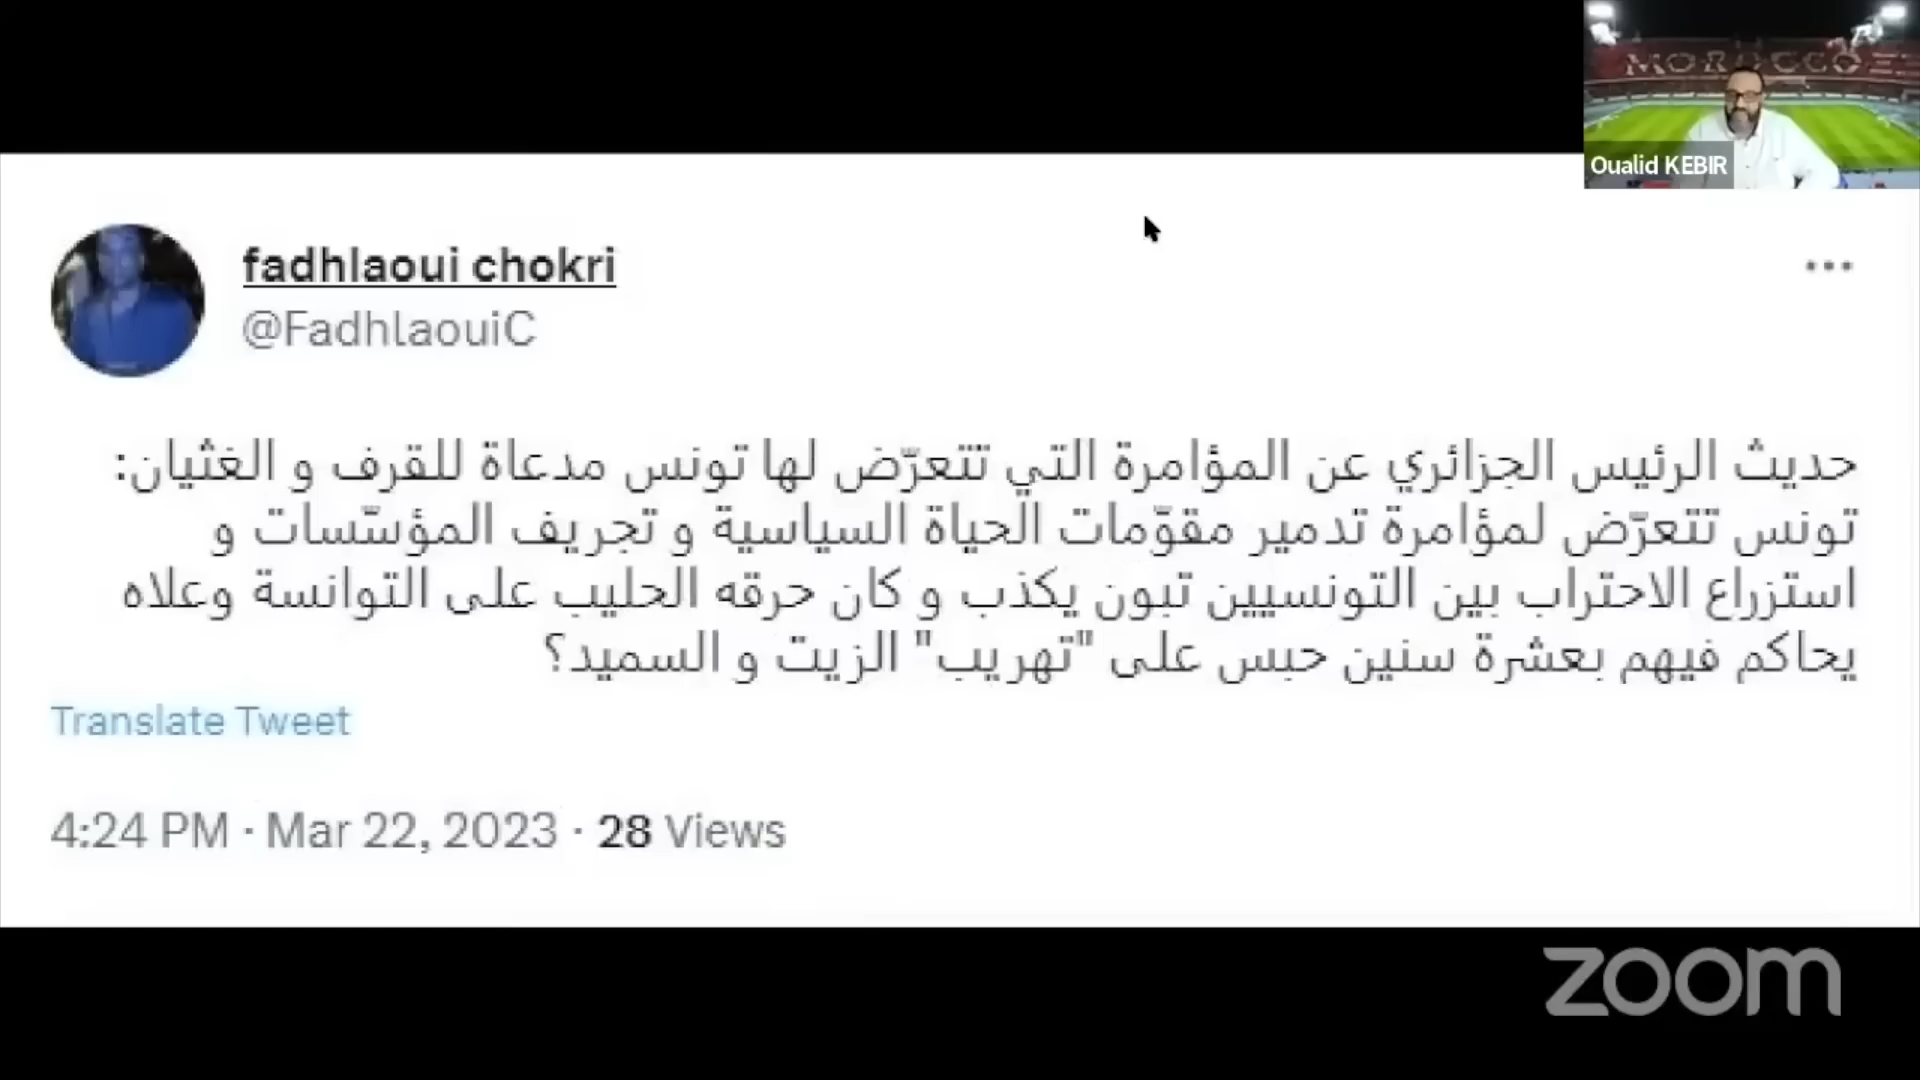 MOROCCO
Oualid KEBIR
fadhlaoui chokri
@FadhlaouiC
حديث الرئيس الجزائري عن المؤامرة التي تتعرّض لها تونس مدعاة للقرف و الغثيان:
تونس تتعرّض لمؤامرة تدمير مقوّمات الحياة السياسية و تجريف المؤسّسات و
استزراع الاحتراب بين التونسيين تبون يكذب و كان حرقه الحليب على التوانسة وعلاه
يحاكم فيهم بعشرة سنين حبس على "تهريب" الزيت و السميد؟
Translate Tweet
4:24 PM · Mar 22, 2023 · 28 Views
zoom